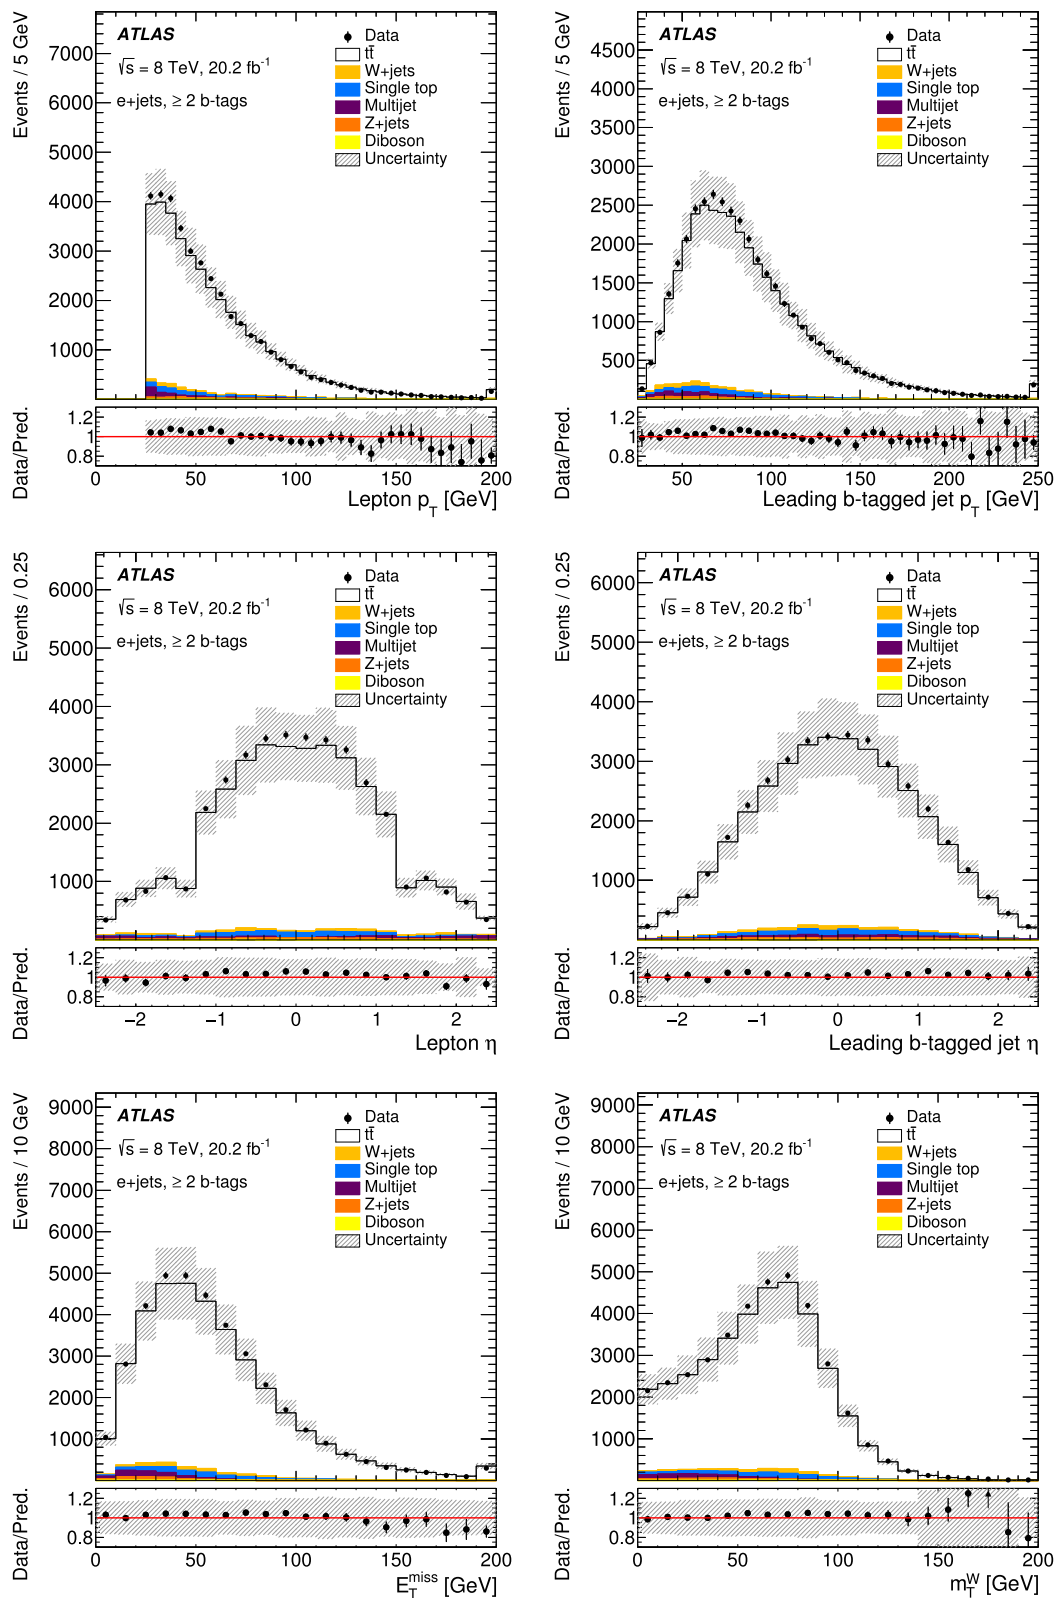 Events / 5 GeV
7000
6000
5000
4000
3000
2000
1000
ATLAS
√s = 8 TeV, 20.2 fb⁻¹
e+jets, ≥ 2 b-tags
Data
tt̄
W+jets
Single top
Multijet
Z+jets
Diboson
Uncertainty
Data/Pred.
1.2
1
0.8
0 50 100 150 200
Lepton p_T [GeV]
Events / 5 GeV
4500
4000
3500
3000
2500
2000
1500
1000
500
ATLAS
√s = 8 TeV, 20.2 fb⁻¹
e+jets, ≥ 2 b-tags
Data
tt̄
W+jets
Single top
Multijet
Z+jets
Diboson
Uncertainty
Data/Pred.
1.2
1
0.8
50 100 150 200 250
Leading b-tagged jet p_T [GeV]
Events / 0.25
6000
5000
4000
3000
2000
1000
ATLAS
√s = 8 TeV, 20.2 fb⁻¹
e+jets, ≥ 2 b-tags
Data
tt̄
W+jets
Single top
Multijet
Z+jets
Diboson
Uncertainty
Data/Pred.
1.2
1
0.8
−2 −1 0 1 2
Lepton η
Events / 0.25
6000
5000
4000
3000
2000
1000
ATLAS
√s = 8 TeV, 20.2 fb⁻¹
e+jets, ≥ 2 b-tags
Data
tt̄
W+jets
Single top
Multijet
Z+jets
Diboson
Uncertainty
Data/Pred.
1.2
1
0.8
−2 −1 0 1 2
Leading b-tagged jet η
Events / 10 GeV
9000
8000
7000
6000
5000
4000
3000
2000
1000
ATLAS
√s = 8 TeV, 20.2 fb⁻¹
e+jets, ≥ 2 b-tags
Data
tt̄
W+jets
Single top
Multijet
Z+jets
Diboson
Uncertainty
Data/Pred.
1.2
1
0.8
0 50 100 150 200
E_T^miss [GeV]
Events / 10 GeV
9000
8000
7000
6000
5000
4000
3000
2000
1000
ATLAS
√s = 8 TeV, 20.2 fb⁻¹
e+jets, ≥ 2 b-tags
Data
tt̄
W+jets
Single top
Multijet
Z+jets
Diboson
Uncertainty
Data/Pred.
1.2
1
0.8
0 50 100 150 200
m_T^W [GeV]